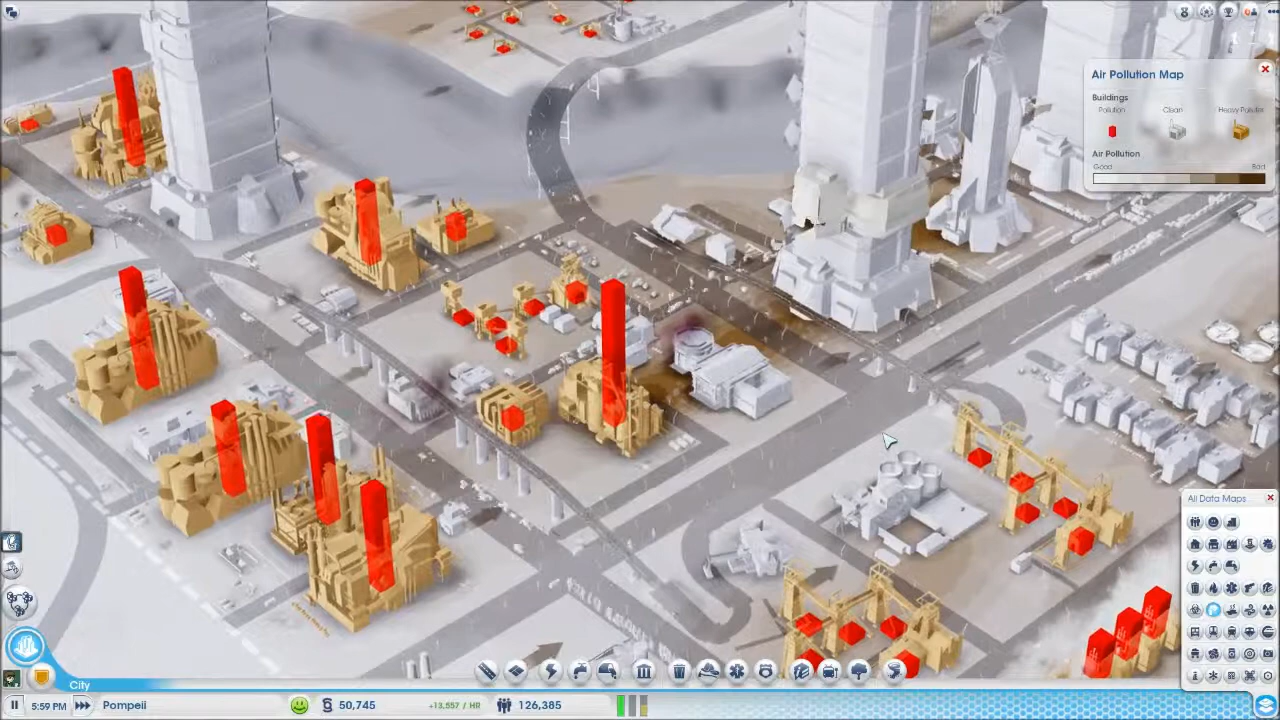 Air Pollution Map
Buildings
Pollution Clean Heavy Polluter
Air Pollution
Good Bad
All Data Maps
City
5:59 PM Pompeii 50,745 +13,557 / HR 126,385